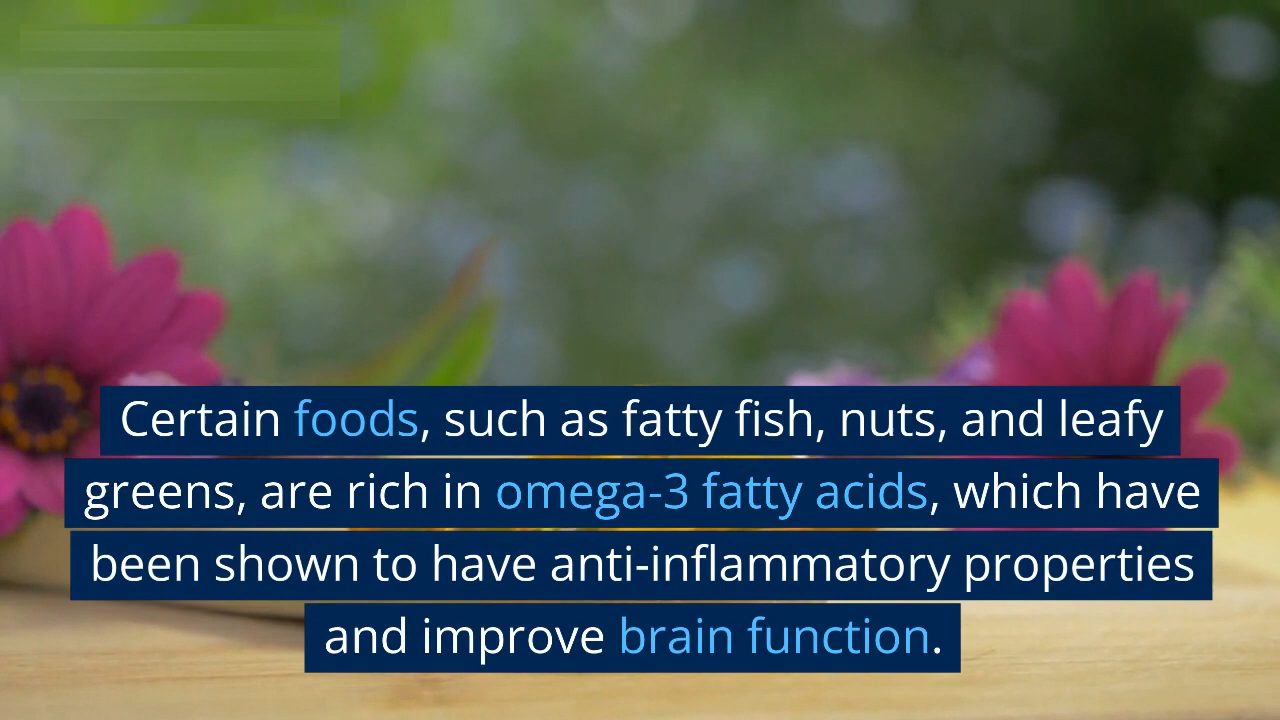 Certain foods, such as fatty fish, nuts, and leafy
greens, are rich in omega-3 fatty acids, which have
been shown to have anti-inflammatory properties
and improve brain function.